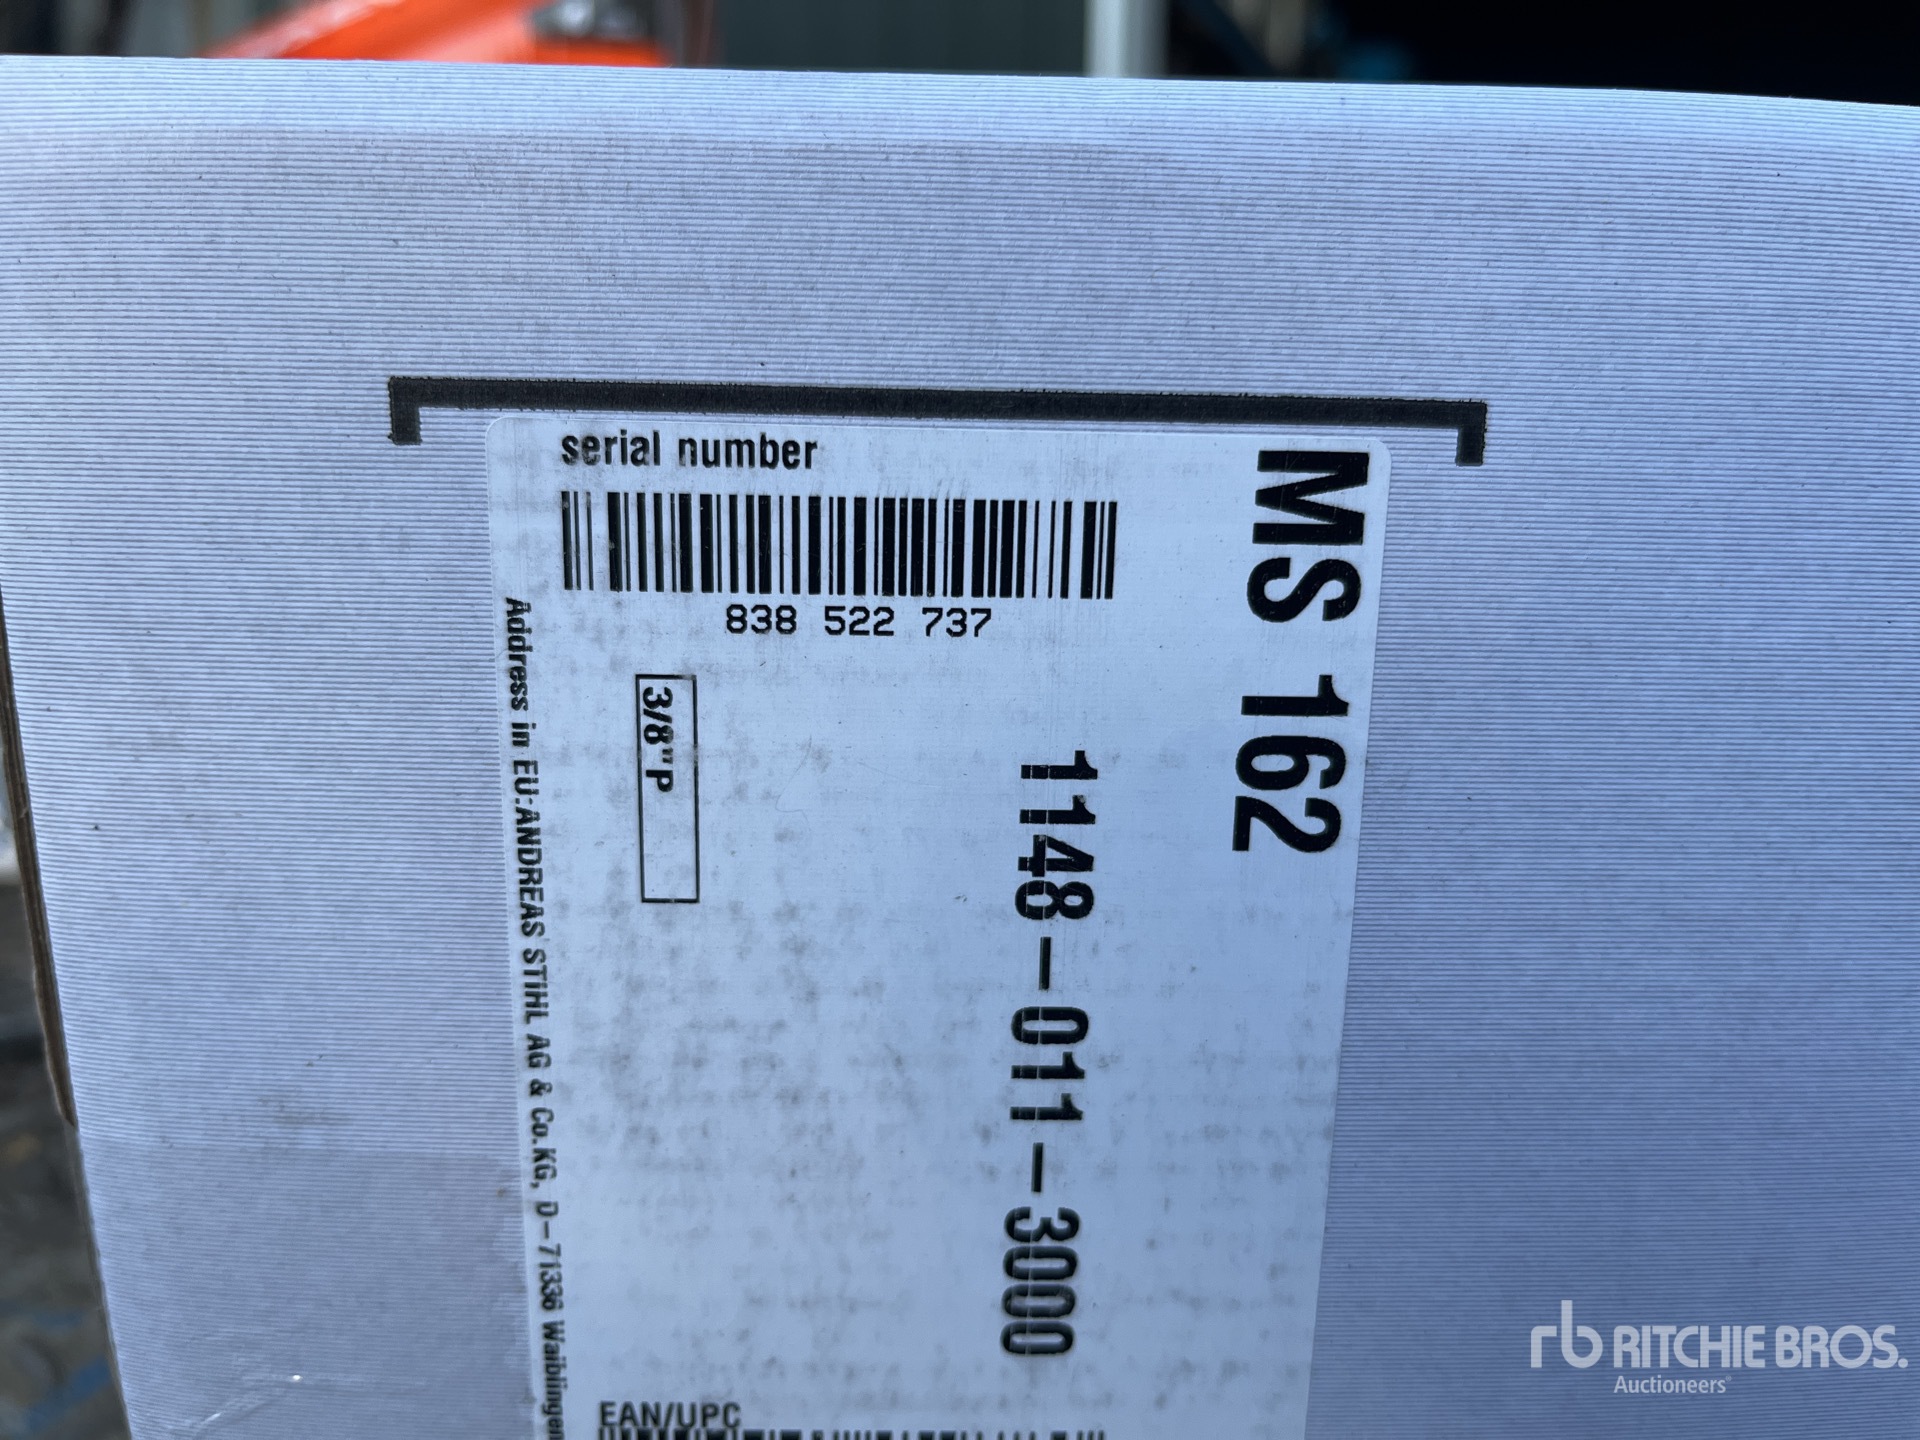 serial number
838 522 737
MS 162
3/8"P
1148-011-3000
Address in EU:ANDREAS STIHL AG & Co.KG, D-71336 Waiblingen
EAN/UPC
rb RITCHIE BROS.
Auctioneers